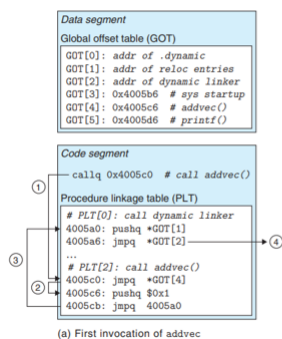 Data segment
Global offset table (GOT)
GOT[0]: addr of .dynamic
GOT[1]: addr of reloc entries
GOT[2]: addr of dynamic linker
GOT[3]: 0x4005b6 # sys startup
GOT[4]: 0x4005c6 # addvec()
GOT[5]: 0x4005d6 # printf()
Code segment
callq 0x4005c0 # call addvec()
Procedure linkage table (PLT)
# PLT[0]: call dynamic linker
4005a0: pushq *GOT[1]
4005a6: jmpq *GOT[2]
...
# PLT[2]: call addvec()
4005c0: jmpq *GOT[4]
4005c6: pushq $0x1
4005cb: jmpq 4005a0
1
2
3
4
(a) First invocation of addvec